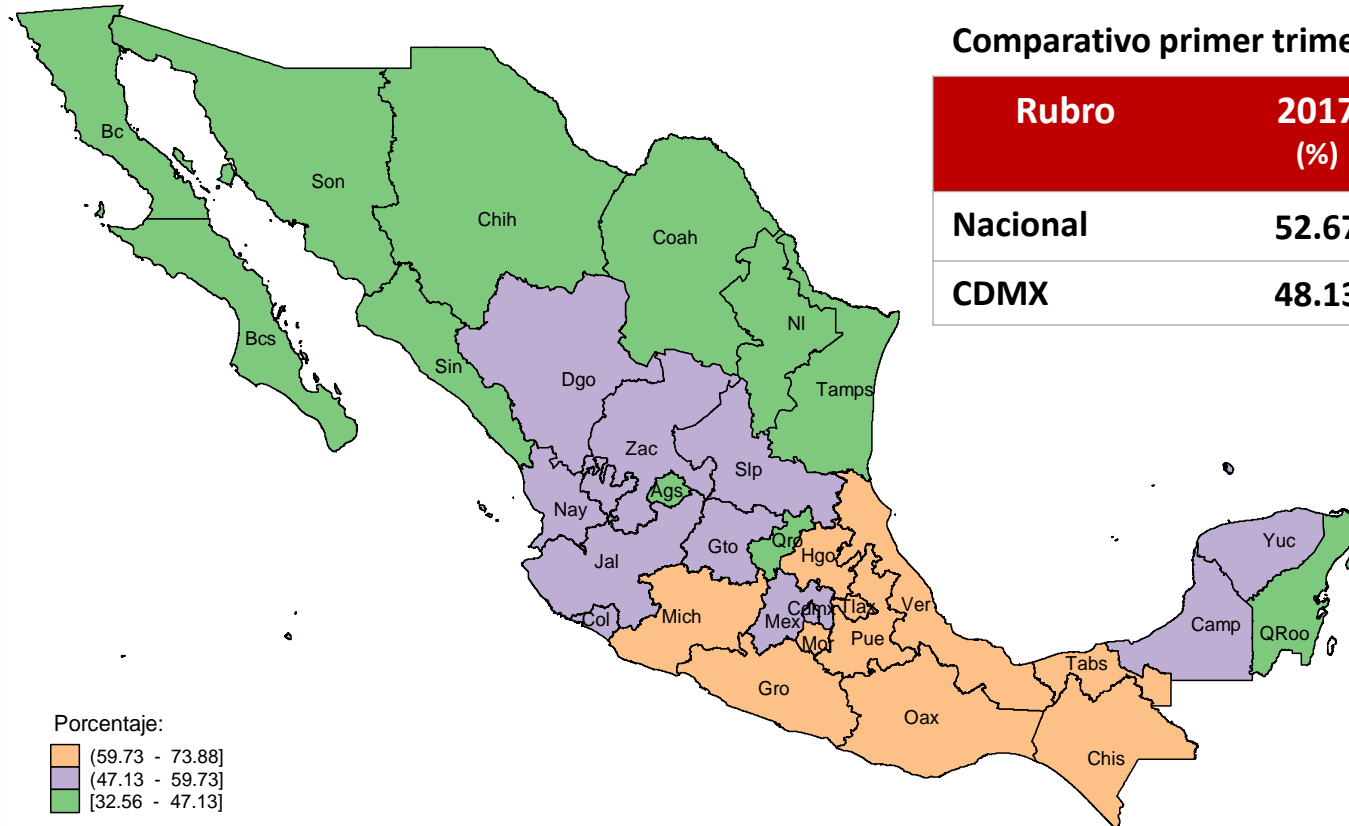 Comparativo primer trime
Rubro 2017
(%)
Nacional 52.67
CDMX 48.13
Bc
Son
Chih
Coah
Bcs
Sin
Nl
Tamps
Dgo
Zac
Slp
Ags
Nay
Jal
Gto
Qro
Hgo
Col
Mich
Mex
Cdmx
Tlax
Ver
Mor
Pue
Gro
Oax
Tabs
Chis
Camp
Yuc
QRoo
Porcentaje:
(59.73 - 73.88]
(47.13 - 59.73]
[32.56 - 47.13]